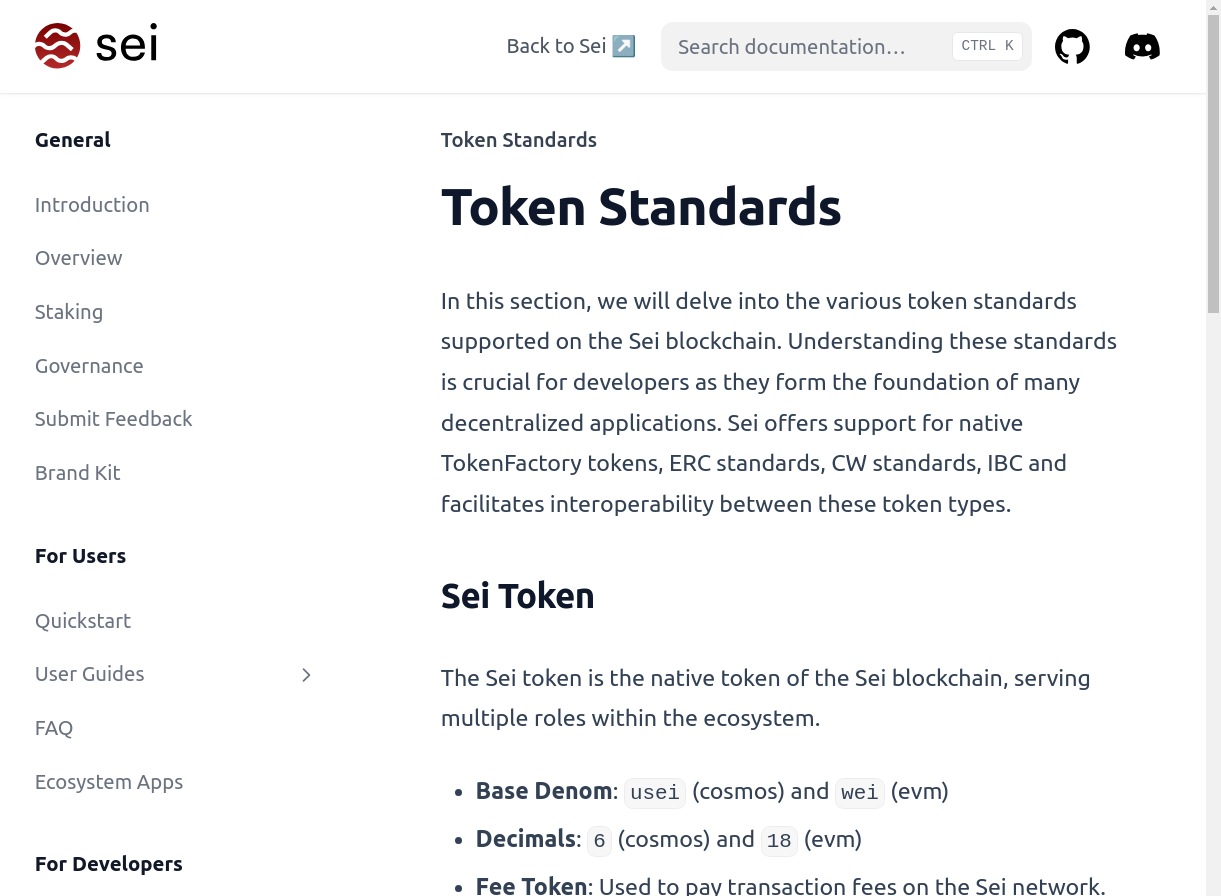 sei
Back to Sei ↗️
Search documentation…
CTRL K
General
Introduction
Overview
Staking
Governance
Submit Feedback
Brand Kit
For Users
Quickstart
User Guides
FAQ
Ecosystem Apps
For Developers
Token Standards
Token Standards
In this section, we will delve into the various token standards
supported on the Sei blockchain. Understanding these standards
is crucial for developers as they form the foundation of many
decentralized applications. Sei offers support for native
TokenFactory tokens, ERC standards, CW standards, IBC and
facilitates interoperability between these token types.
Sei Token
The Sei token is the native token of the Sei blockchain, serving
multiple roles within the ecosystem.
• Base Denom: usei (cosmos) and wei (evm)
• Decimals: 6 (cosmos) and 18 (evm)
• Fee Token: Used to pay transaction fees on the Sei network.